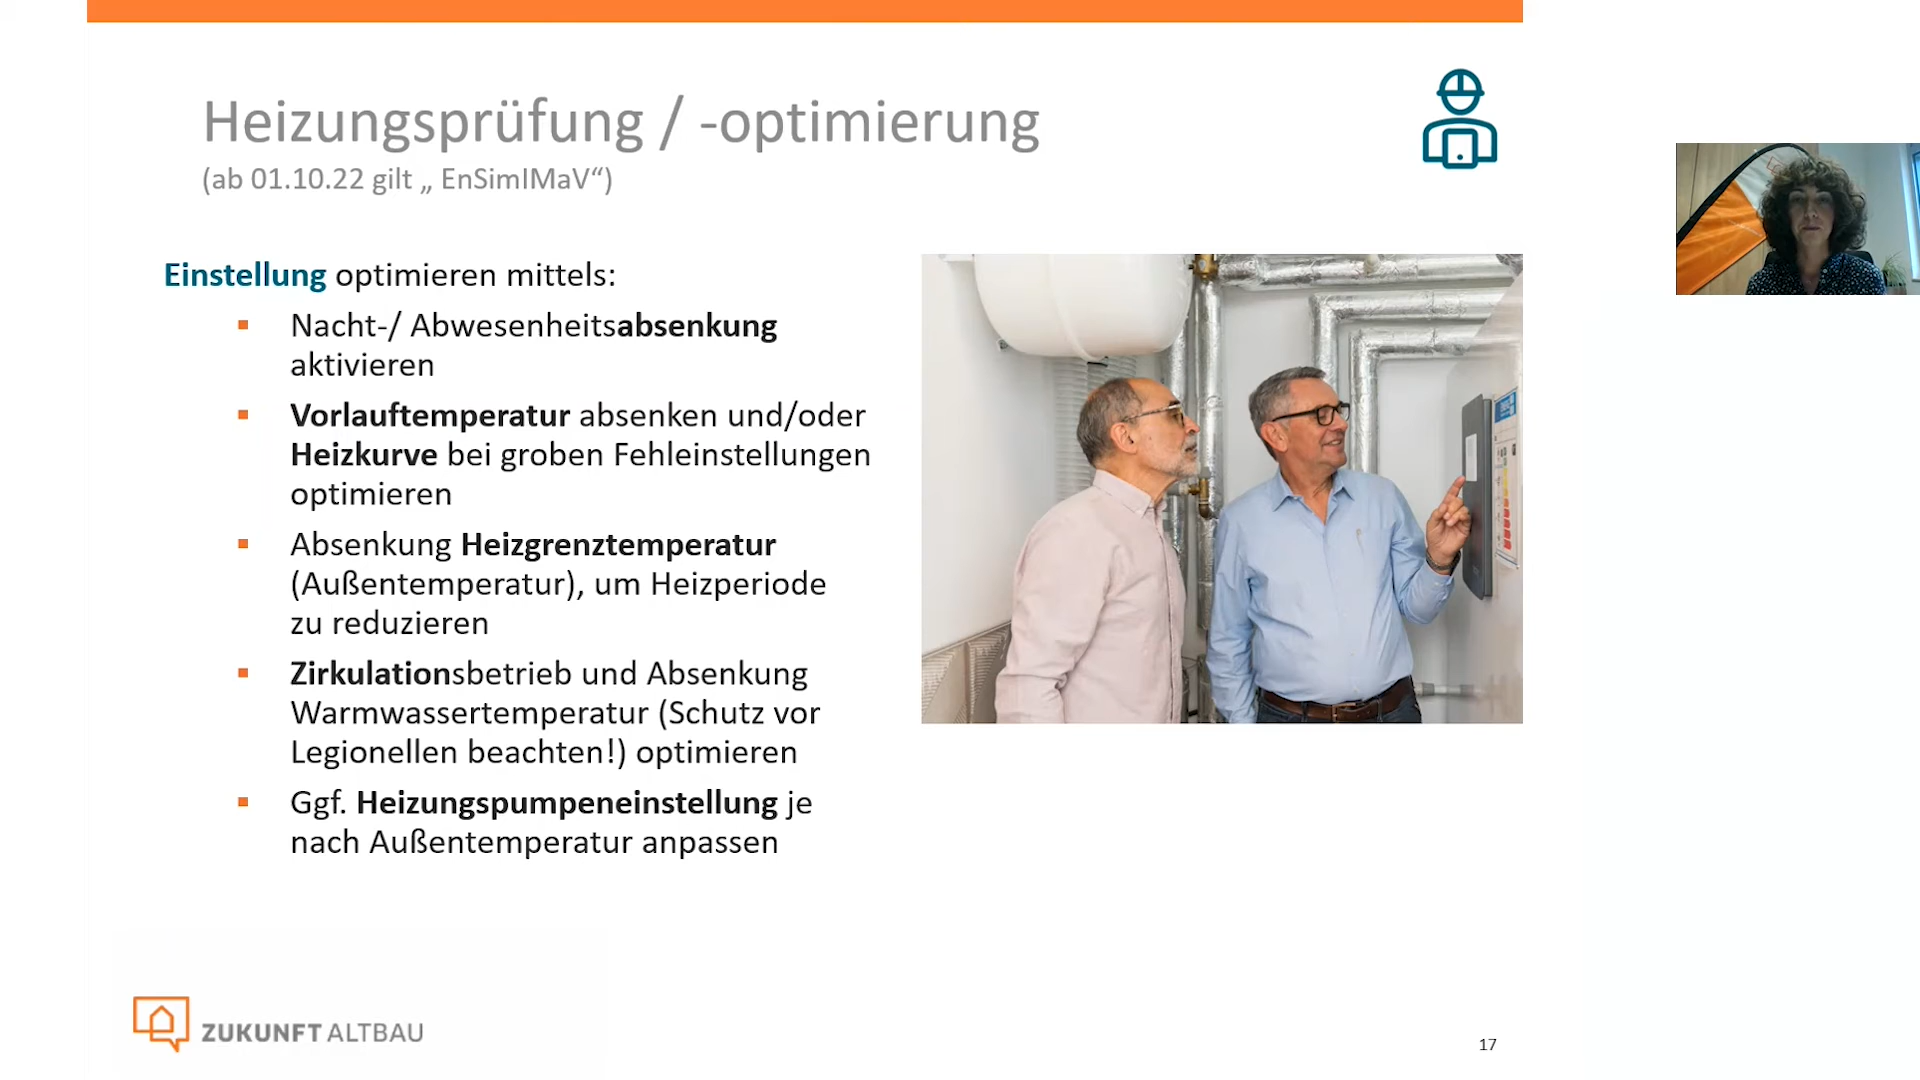 Heizungsprüfung / -optimierung
(ab 01.10.22 gilt „ EnSimIMaV“)
Einstellung optimieren mittels:
▪ Nacht-/ Abwesenheitsabsenkung
aktivieren
▪ Vorlauftemperatur absenken und/oder
Heizkurve bei groben Fehleinstellungen
optimieren
▪ Absenkung Heizgrenztemperatur
(Außentemperatur), um Heizperiode
zu reduzieren
▪ Zirkulationsbetrieb und Absenkung
Warmwassertemperatur (Schutz vor
Legionellen beachten!) optimieren
▪ Ggf. Heizungspumpeneinstellung je
nach Außentemperatur anpassen
ZUKUNFT ALTBAU
17